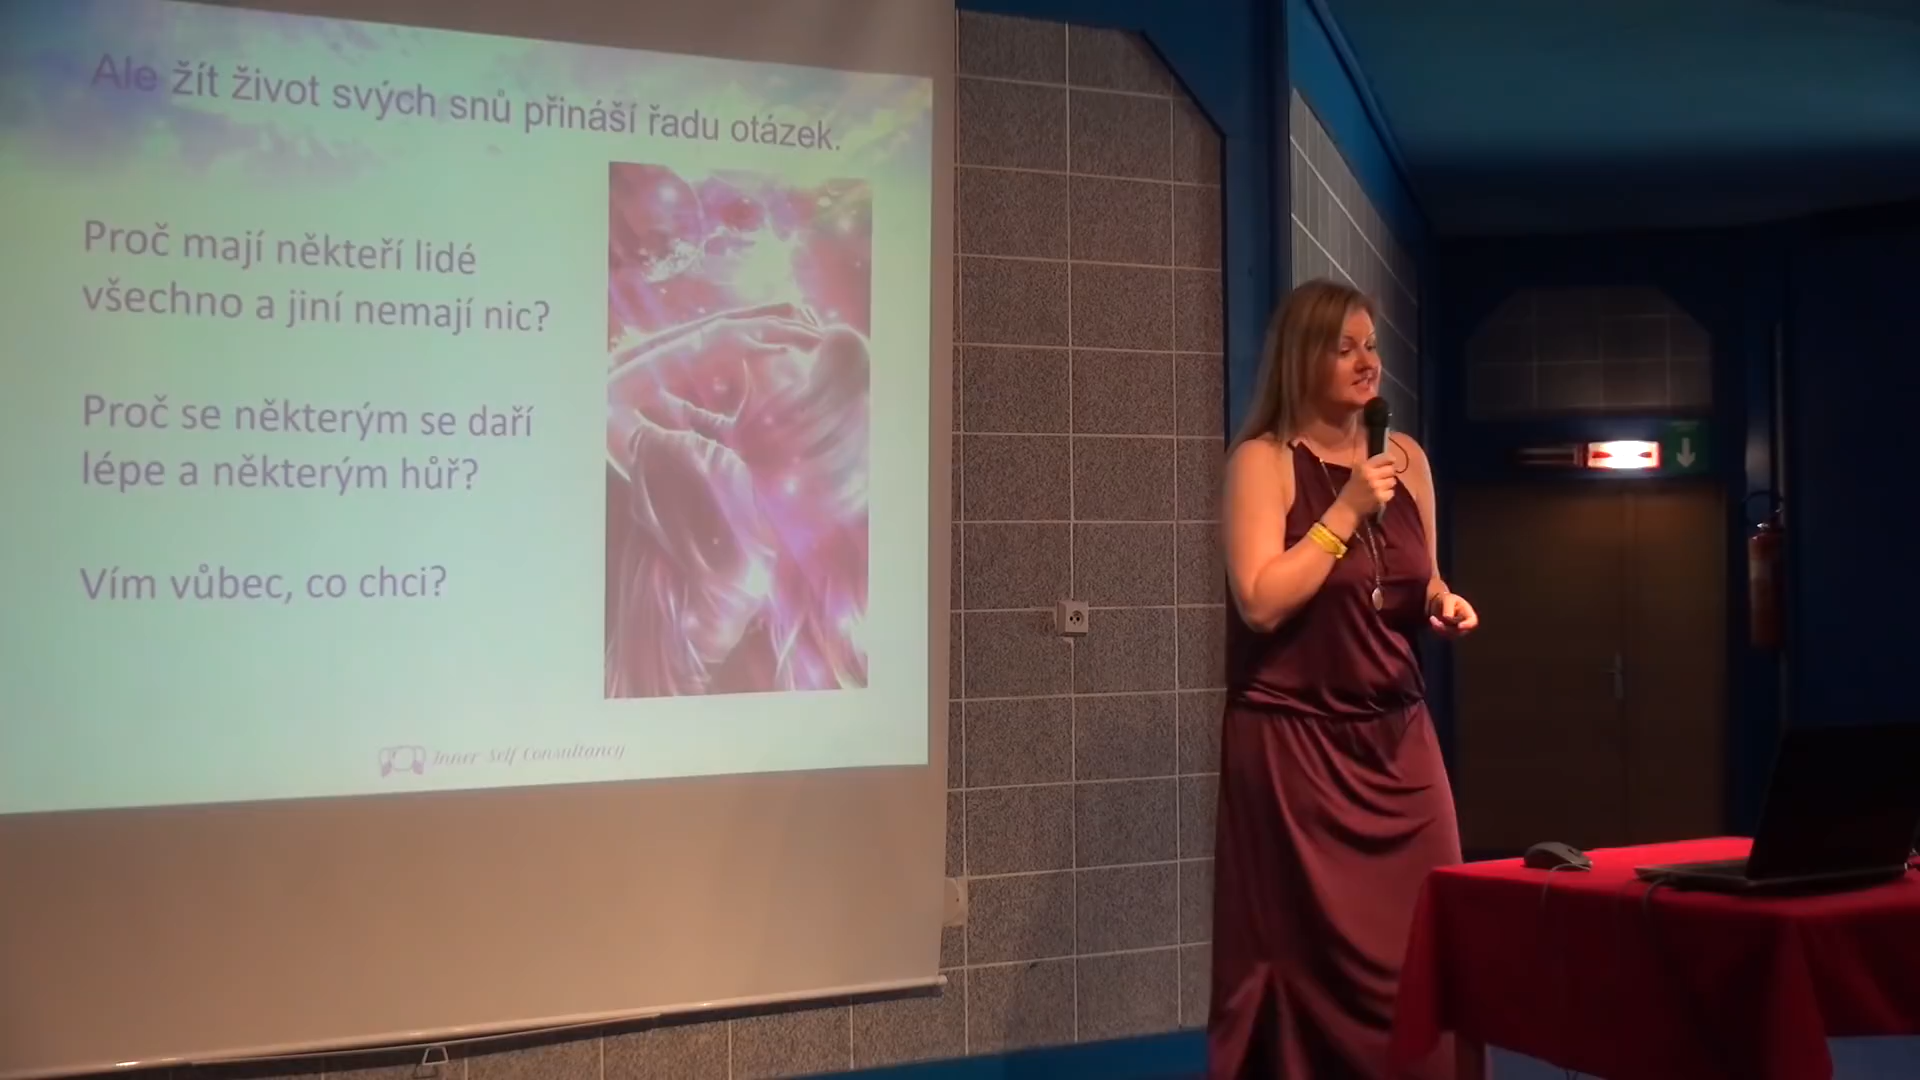 Ale žít život svých snů přináší řadu otázek.
Proč mají někteří lidé
všechno a jiní nemají nic?
Proč se některým se daří
lépe a některým hůř?
Vím vůbec, co chci?
Inner Self Consultancy